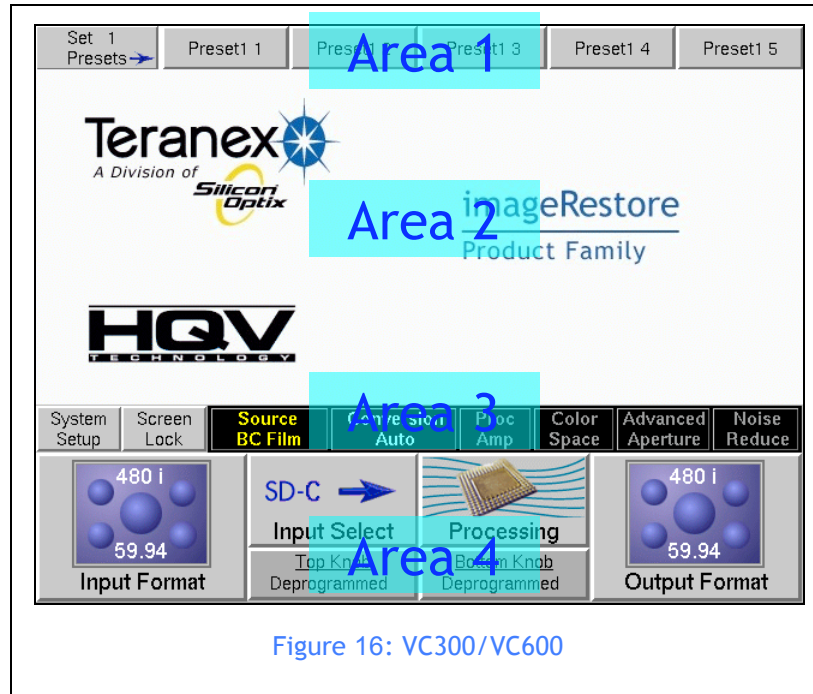 Set 1
Presets
Preset1 1
Preset1 2
Preset1 3
Preset1 4
Preset1 5
Area 1
Teranex
A Division of
Silicon
Optix
imageRestore
Product Family
Area 2
HQV
TECHNOLOGY
Area 3
System
Setup
Screen
Lock
Source
BC Film
Conversion
Auto
Proc
Amp
Color
Space
Advanced
Aperture
Noise
Reduce
480 i
59.94
Input Format
SD-C
Input Select
Processing
Area 4
Top Knob
Deprogrammed
Bottom Knob
Deprogrammed
480 i
59.94
Output Format
Figure 16: VC300/VC600